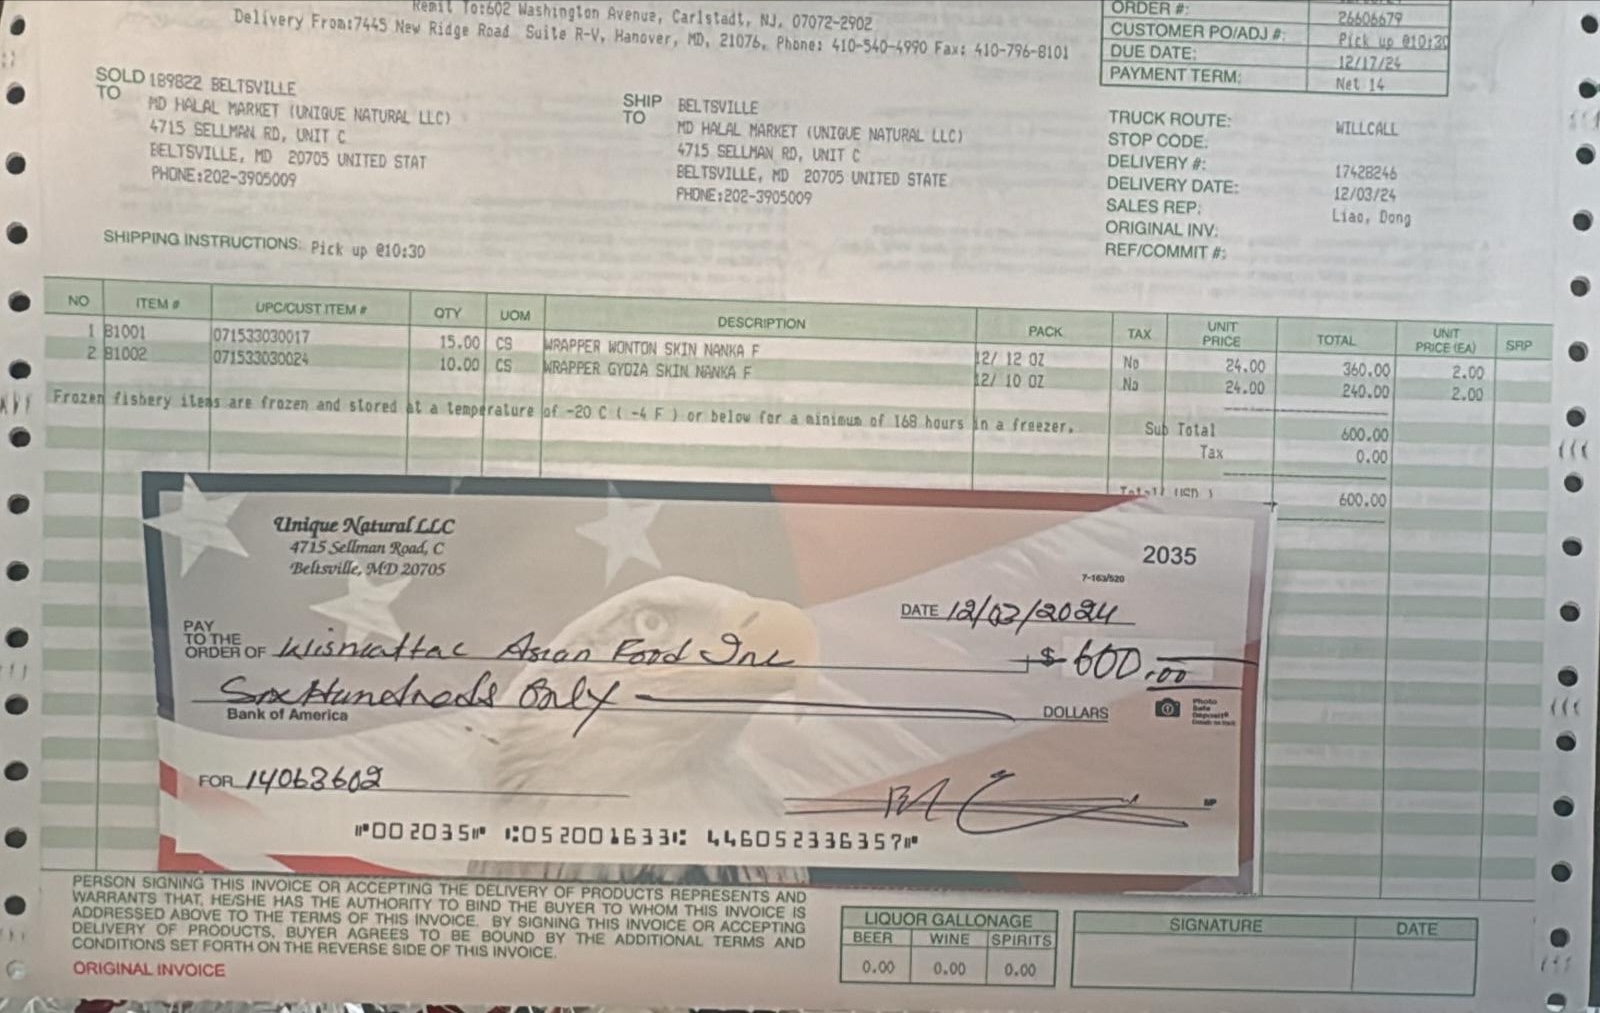 Remit To:602 Washington Avenue, Carlstadt, NJ, 07072-2902
Delivery From:7445 New Ridge Road Suite R-V, Hanover, MD, 21076, Phone: 410-540-4990 Fax: 410-796-8101
ORDER #: 26606679
CUSTOMER PO/ADJ #: Pick up @10:30
DUE DATE: 12/17/24
PAYMENT TERM: Net 14
SOLD TO 189822 BELTSVILLE
MD HALAL MARKET (UNIQUE NATURAL LLC)
4715 SELLMAN RD, UNIT C
BELTSVILLE, MD 20705 UNITED STAT
PHONE:202-3905009
SHIP TO BELTSVILLE
MD HALAL MARKET (UNIQUE NATURAL LLC)
4715 SELLMAN RD, UNIT C
BELTSVILLE, MD 20705 UNITED STATE
PHONE:202-3905009
TRUCK ROUTE: WILLCALL
STOP CODE:
DELIVERY #: 17428246
DELIVERY DATE: 12/03/24
SALES REP: Liao, Dong
ORIGINAL INV:
REF/COMMIT #:
SHIPPING INSTRUCTIONS: Pick up @10:30
NO ITEM # UPC/CUST ITEM # QTY UOM DESCRIPTION PACK TAX UNIT PRICE TOTAL UNIT PRICE (EA) SRP
1 81001 071533030017 15.00 CS WRAPPER WONTON SKIN NANKA F 12/ 12 OZ No 24.00 360.00 2.00
2 81002 071533030024 10.00 CS WRAPPER GYOZA SKIN NANKA F 12/ 10 OZ No 24.00 240.00 2.00
Frozen fishery items are frozen and stored at a temperature of -20 C ( -4 F ) or below for a minimum of 168 hours in a freezer.
Sub Total 600.00
Tax 0.00
Total (USD ) 600.00
Unique Natural LLC
4715 Sellman Road, C
Beltsville, MD 20705
2035
7-163/520
DATE 12/03/2024
PAY TO THE ORDER OF Wismettac Asian Food Inc $ 600.00
Six Hundreds Only DOLLARS
Photo Safe Deposit®
Bank of America
FOR 14063602
MP
⑈002035⑈ ⑆052001633⑆ 446052336357⑈
PERSON SIGNING THIS INVOICE OR ACCEPTING THE DELIVERY OF PRODUCTS REPRESENTS AND
WARRANTS THAT, HE/SHE HAS THE AUTHORITY TO BIND THE BUYER TO WHOM THIS INVOICE IS
ADDRESSED ABOVE TO THE TERMS OF THIS INVOICE. BY SIGNING THIS INVOICE OR ACCEPTING
DELIVERY OF PRODUCTS, BUYER AGREES TO BE BOUND BY THE ADDITIONAL TERMS AND
CONDITIONS SET FORTH ON THE REVERSE SIDE OF THIS INVOICE.
ORIGINAL INVOICE
LIQUOR GALLONAGE
BEER WINE SPIRITS
0.00 0.00 0.00
SIGNATURE DATE